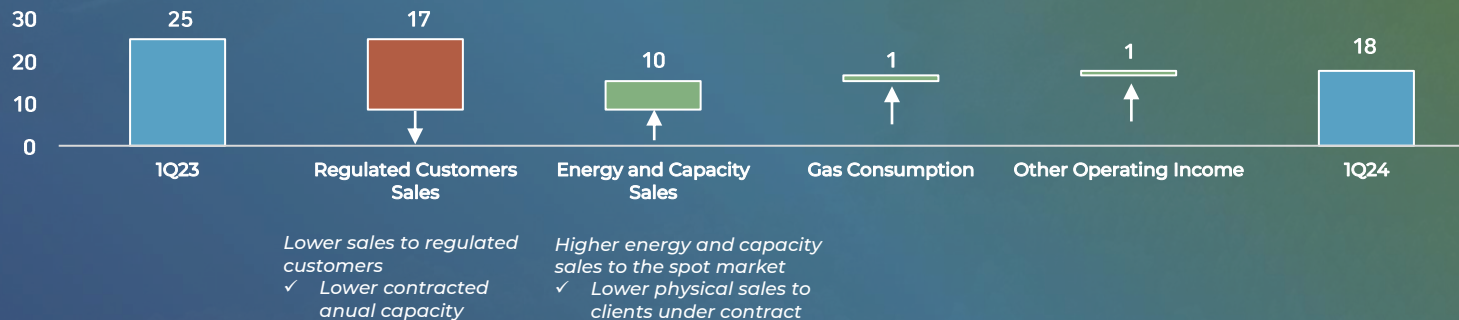 30
20
10
0
25
17
10
1
1
18
1Q23
Regulated Customers
Sales
Energy and Capacity
Sales
Gas Consumption
Other Operating Income
1Q24
Lower sales to regulated
customers
✓ Lower contracted
anual capacity
Higher energy and capacity
sales to the spot market
✓ Lower physical sales to
clients under contract